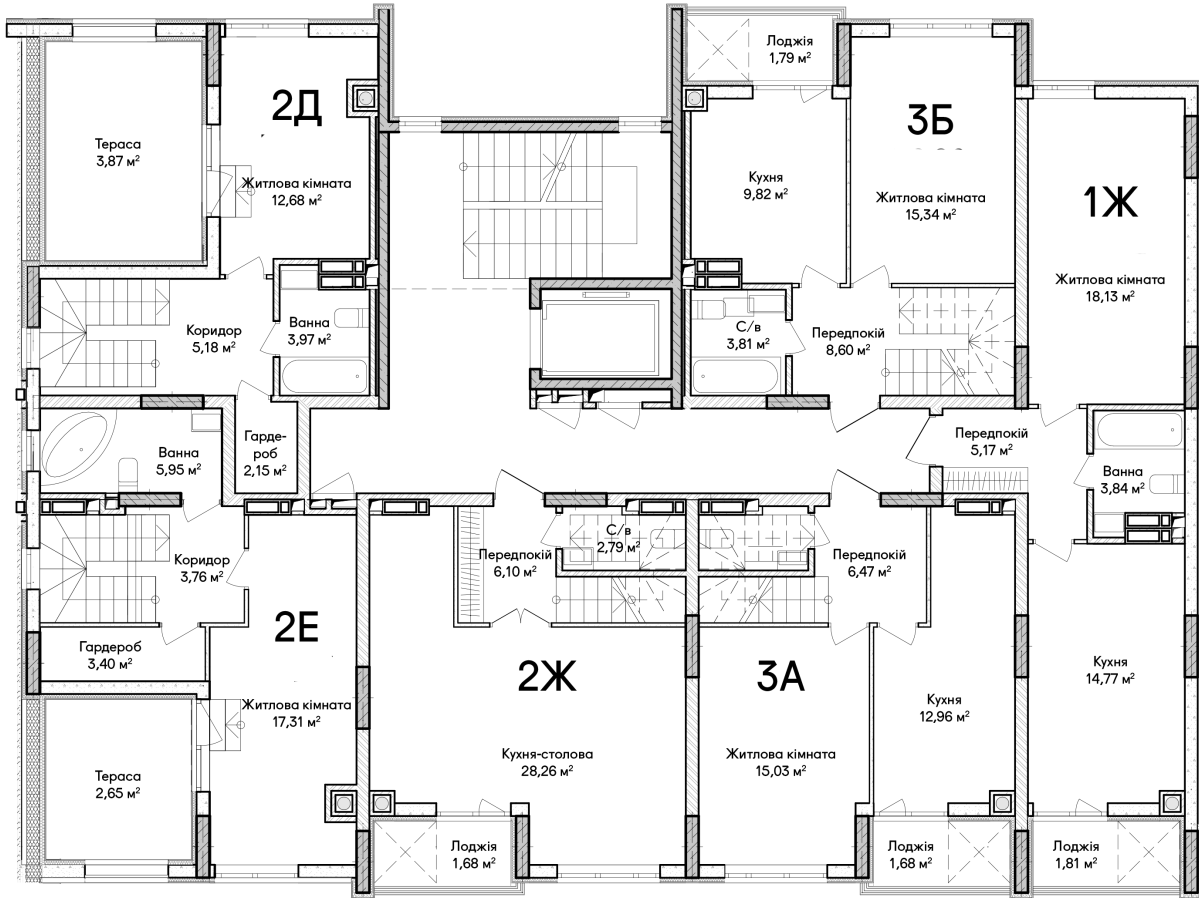 Лоджія
1,79 м²
2Д
3Б
Тераса
3,87 м²
Житлова кімната
12,68 м²
Кухня
9,82 м²
Житлова кімната
15,34 м²
1Ж
Житлова кімната
18,13 м²
Коридор
5,18 м²
Ванна
3,97 м²
С/в
3,81 м²
Передпокій
8,60 м²
Гарде-
роб
2,15 м²
Ванна
5,95 м²
Передпокій
5,17 м²
Ванна
3,84 м²
Коридор
3,76 м²
Передпокій
6,10 м²
С/в
2,79 м²
Передпокій
6,47 м²
Гардероб
3,40 м²
2Е
2Ж
3А
Житлова кімната
17,31 м²
Кухня-столова
28,26 м²
Житлова кімната
15,03 м²
Кухня
12,96 м²
Кухня
14,77 м²
Тераса
2,65 м²
Лоджія
1,68 м²
Лоджія
1,68 м²
Лоджія
1,81 м²